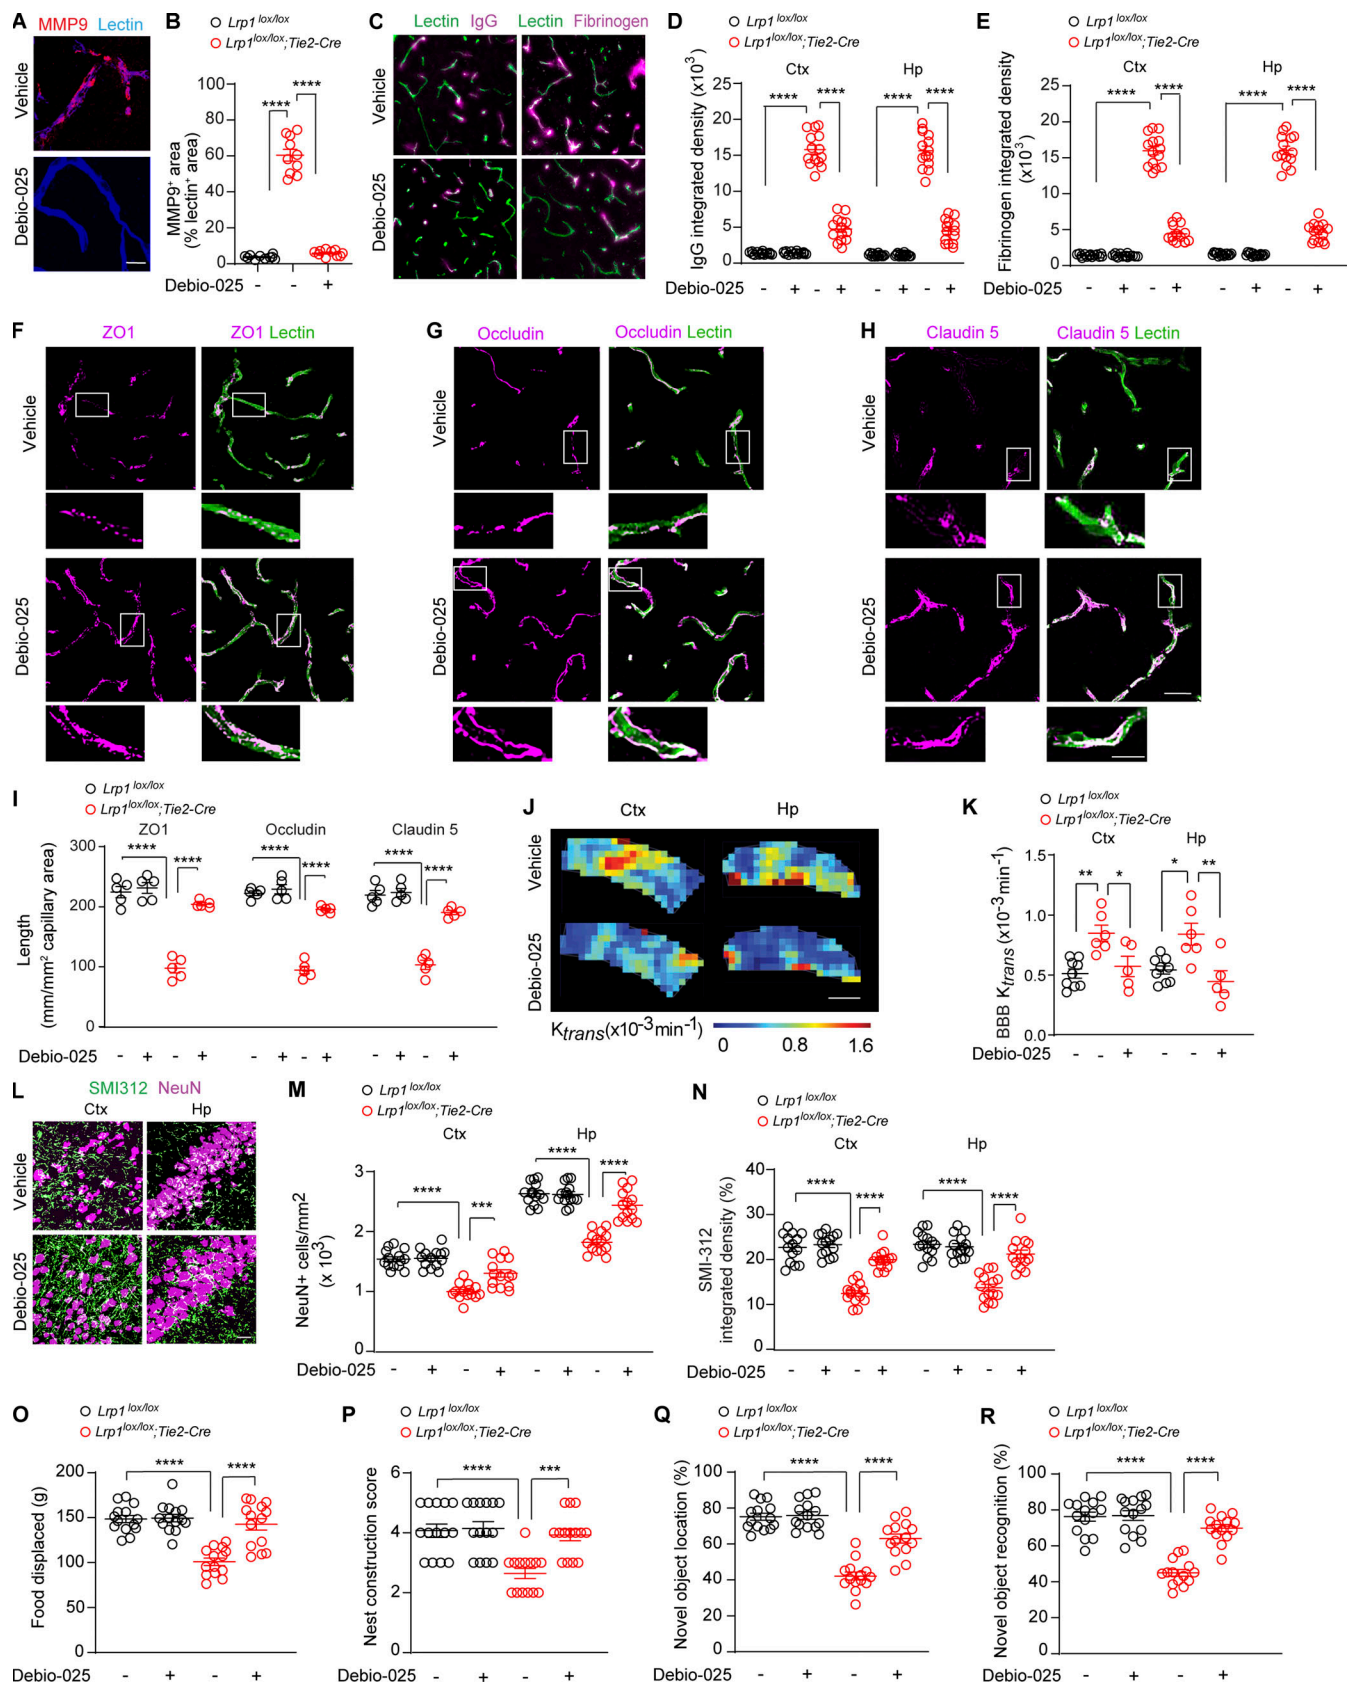 A
MMP9 Lectin
Vehicle
Debio-025
B
Lrp1 lox/lox
Lrp1lox/lox;Tie2-Cre
MMP9+ area
(% lectin+ area)
100
80
60
40
20
0
**** ****
Debio-025 - - +
C
Lectin IgG Lectin Fibrinogen
Vehicle
Debio-025
D
Lrp1 lox/lox
Lrp1lox/lox;Tie2-Cre
Ctx Hp
IgG integrated density (x10³)
25
20
15
10
5
0
**** **** **** ****
- + - + - + - +
E
Lrp1 lox/lox
Lrp1lox/lox;Tie2-Cre
Ctx Hp
Fibrinogen integrated density
(x10³)
25
20
15
10
5
0
**** **** **** ****
Debio-025 - + - + - + - +
F
ZO1 ZO1 Lectin
Vehicle
Debio-025
G
Occludin Occludin Lectin
Vehicle
Debio-025
H
Claudin 5 Claudin 5 Lectin
Vehicle
Debio-025
I
Lrp1 lox/lox
Lrp1lox/lox;Tie2-Cre
ZO1 Occludin Claudin 5
Length
(mm/mm² capillary area)
300
200
100
0
**** **** **** **** **** ****
Debio-025 - + - + - + - + - + - +
J
Ctx Hp
Vehicle
Debio-025
Ktrans(x10-3min-1)
0 0.8 1.6
K
Lrp1 lox/lox
Lrp1lox/lox;Tie2-Cre
Ctx Hp
BBB Ktrans (x10-3min-1)
1.5
1.0
0.5
0.0
** * * **
Debio-025 - - + - - +
L
SMI312 NeuN
Ctx Hp
Vehicle
Debio-025
M
Lrp1 lox/lox
Lrp1lox/lox;Tie2-Cre
Ctx Hp
NeuN+ cells/mm2
(x 10³)
3
2
1
0
**** *** **** ****
Debio-025 - + - + - + - +
N
Lrp1 lox/lox
Lrp1lox/lox;Tie2-Cre
Ctx Hp
SMI-312
integrated density (%)
40
30
20
10
0
**** **** **** ****
Debio-025 - + - + - + - +
O
Lrp1 lox/lox
Lrp1lox/lox;Tie2-Cre
Food displaced (g)
200
150
100
50
0
**** ****
Debio-025 - + - +
P
Lrp1 lox/lox
Lrp1lox/lox;Tie2-Cre
Nest construction score
6
4
2
0
**** ***
Debio-025 - + - +
Q
Lrp1 lox/lox
Lrp1lox/lox;Tie2-Cre
Novel object location (%)
100
80
60
40
20
0
**** ****
Debio-025 - + - +
R
Lrp1 lox/lox
Lrp1lox/lox;Tie2-Cre
Novel object recognition (%)
100
80
60
40
20
0
**** ****
Debio-025 - + - +